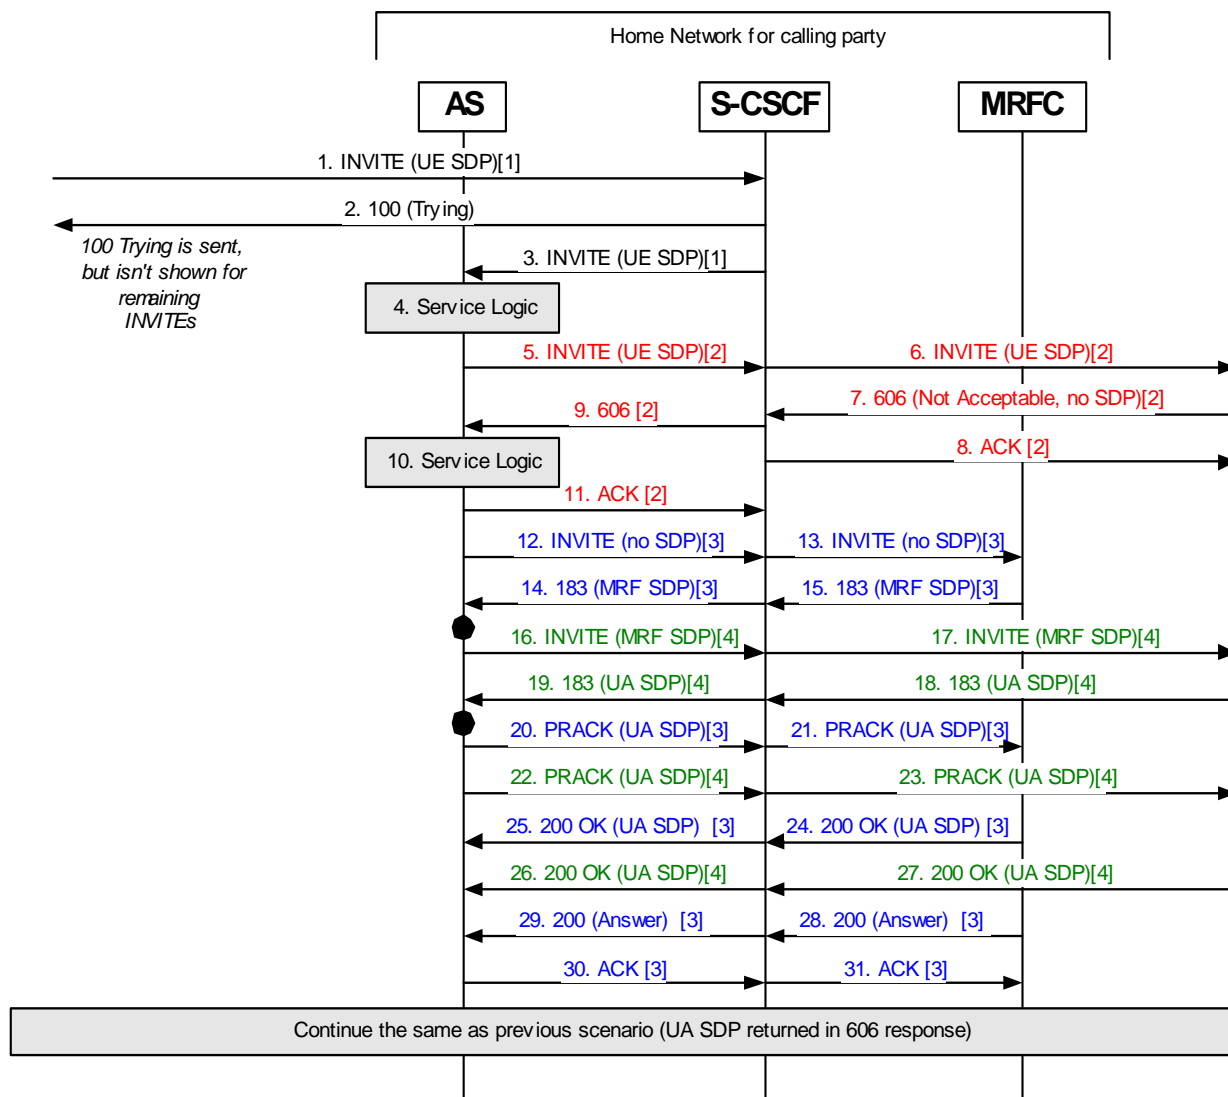 Home Network for calling party
AS
S-CSCF
MRFC
1. INVITE (UE SDP)[1]
2. 100 (Trying)
100 Trying is sent,
but isn't shown for
remaining
INVITEs
3. INVITE (UE SDP)[1]
4. Service Logic
5. INVITE (UE SDP)[2]
6. INVITE (UE SDP)[2]
7. 606 (Not Acceptable, no SDP)[2]
9. 606 [2]
10. Service Logic
8. ACK [2]
11. ACK [2]
12. INVITE (no SDP)[3]
13. INVITE (no SDP)[3]
14. 183 (MRF SDP)[3]
15. 183 (MRF SDP)[3]
16. INVITE (MRF SDP)[4]
17. INVITE (MRF SDP)[4]
19. 183 (UA SDP)[4]
18. 183 (UA SDP)[4]
20. PRACK (UA SDP)[3]
21. PRACK (UA SDP)[3]
22. PRACK (UA SDP)[4]
23. PRACK (UA SDP)[4]
25. 200 OK (UA SDP) [3]
24. 200 OK (UA SDP) [3]
26. 200 OK (UA SDP)[4]
27. 200 OK (UA SDP)[4]
29. 200 (Answer) [3]
28. 200 (Answer) [3]
30. ACK [3]
31. ACK [3]
Continue the same as previous scenario (UA SDP returned in 606 response)